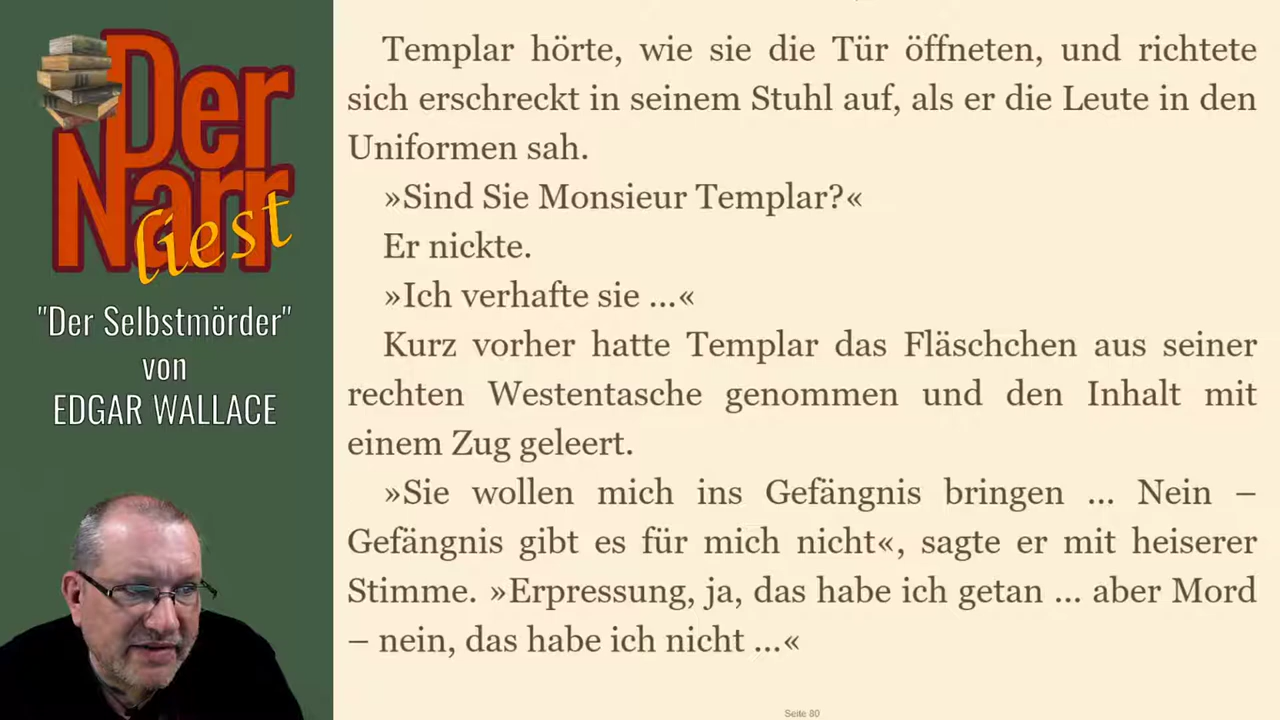 Der
Narr
liest
"Der Selbstmörder"
von
EDGAR WALLACE
Templar hörte, wie sie die Tür öffneten, und richtete
sich erschreckt in seinem Stuhl auf, als er die Leute in den
Uniformen sah.
»Sind Sie Monsieur Templar?«
Er nickte.
»Ich verhafte sie ...«
Kurz vorher hatte Templar das Fläschchen aus seiner
rechten Westentasche genommen und den Inhalt mit
einem Zug geleert.
»Sie wollen mich ins Gefängnis bringen ... Nein –
Gefängnis gibt es für mich nicht«, sagte er mit heiserer
Stimme. »Erpressung, ja, das habe ich getan ... aber Mord
– nein, das habe ich nicht ...«
Seite 80